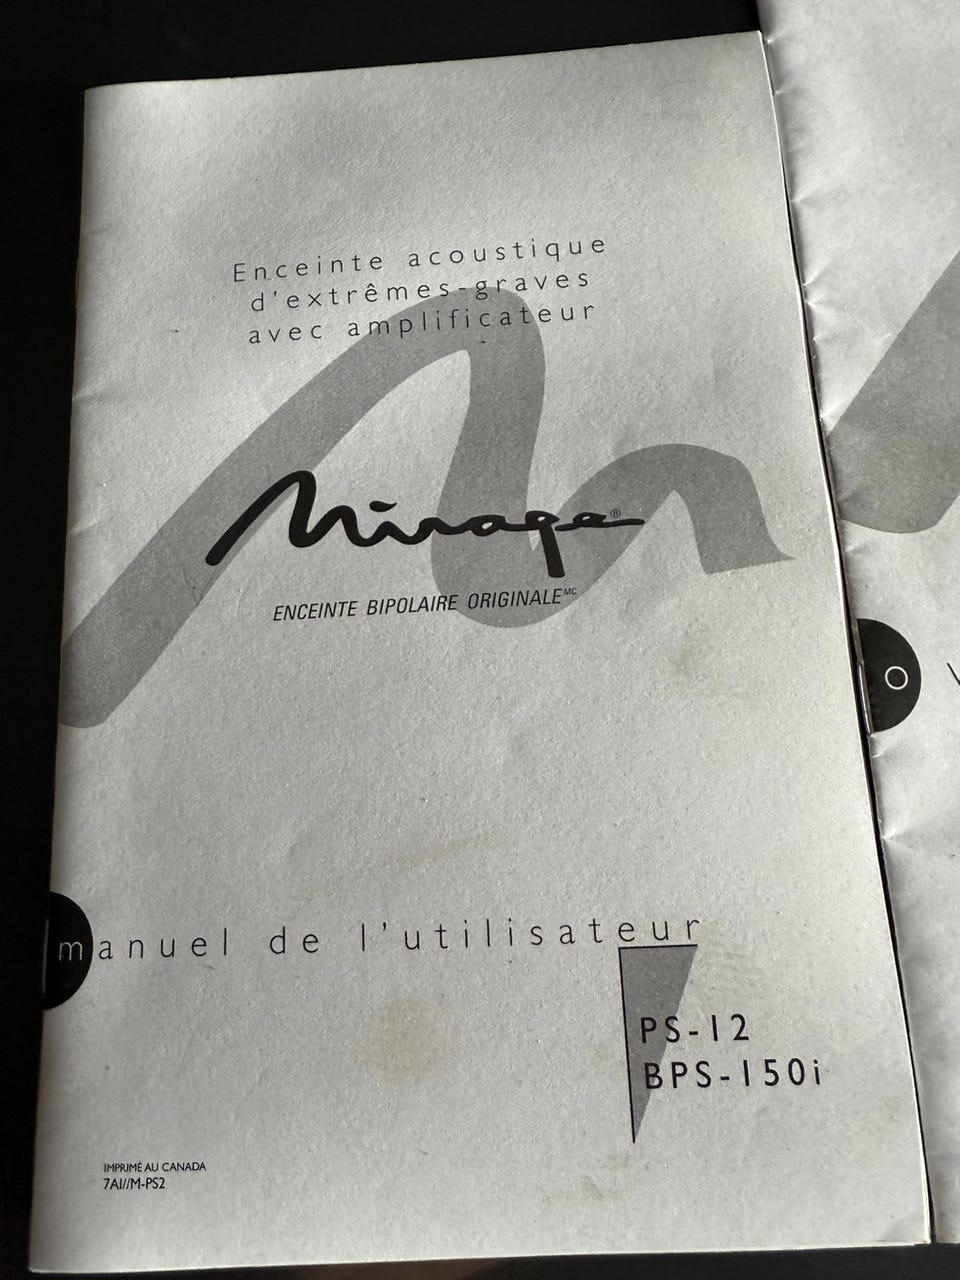 Enceinte acoustique
d'extrêmes-graves
avec amplificateur
Mirage®
ENCEINTE BIPOLAIRE ORIGINALE MC
manuel de l'utilisateur
PS-12
BPS-150i
IMPRIMÉ AU CANADA
7AI//M-PS2
o